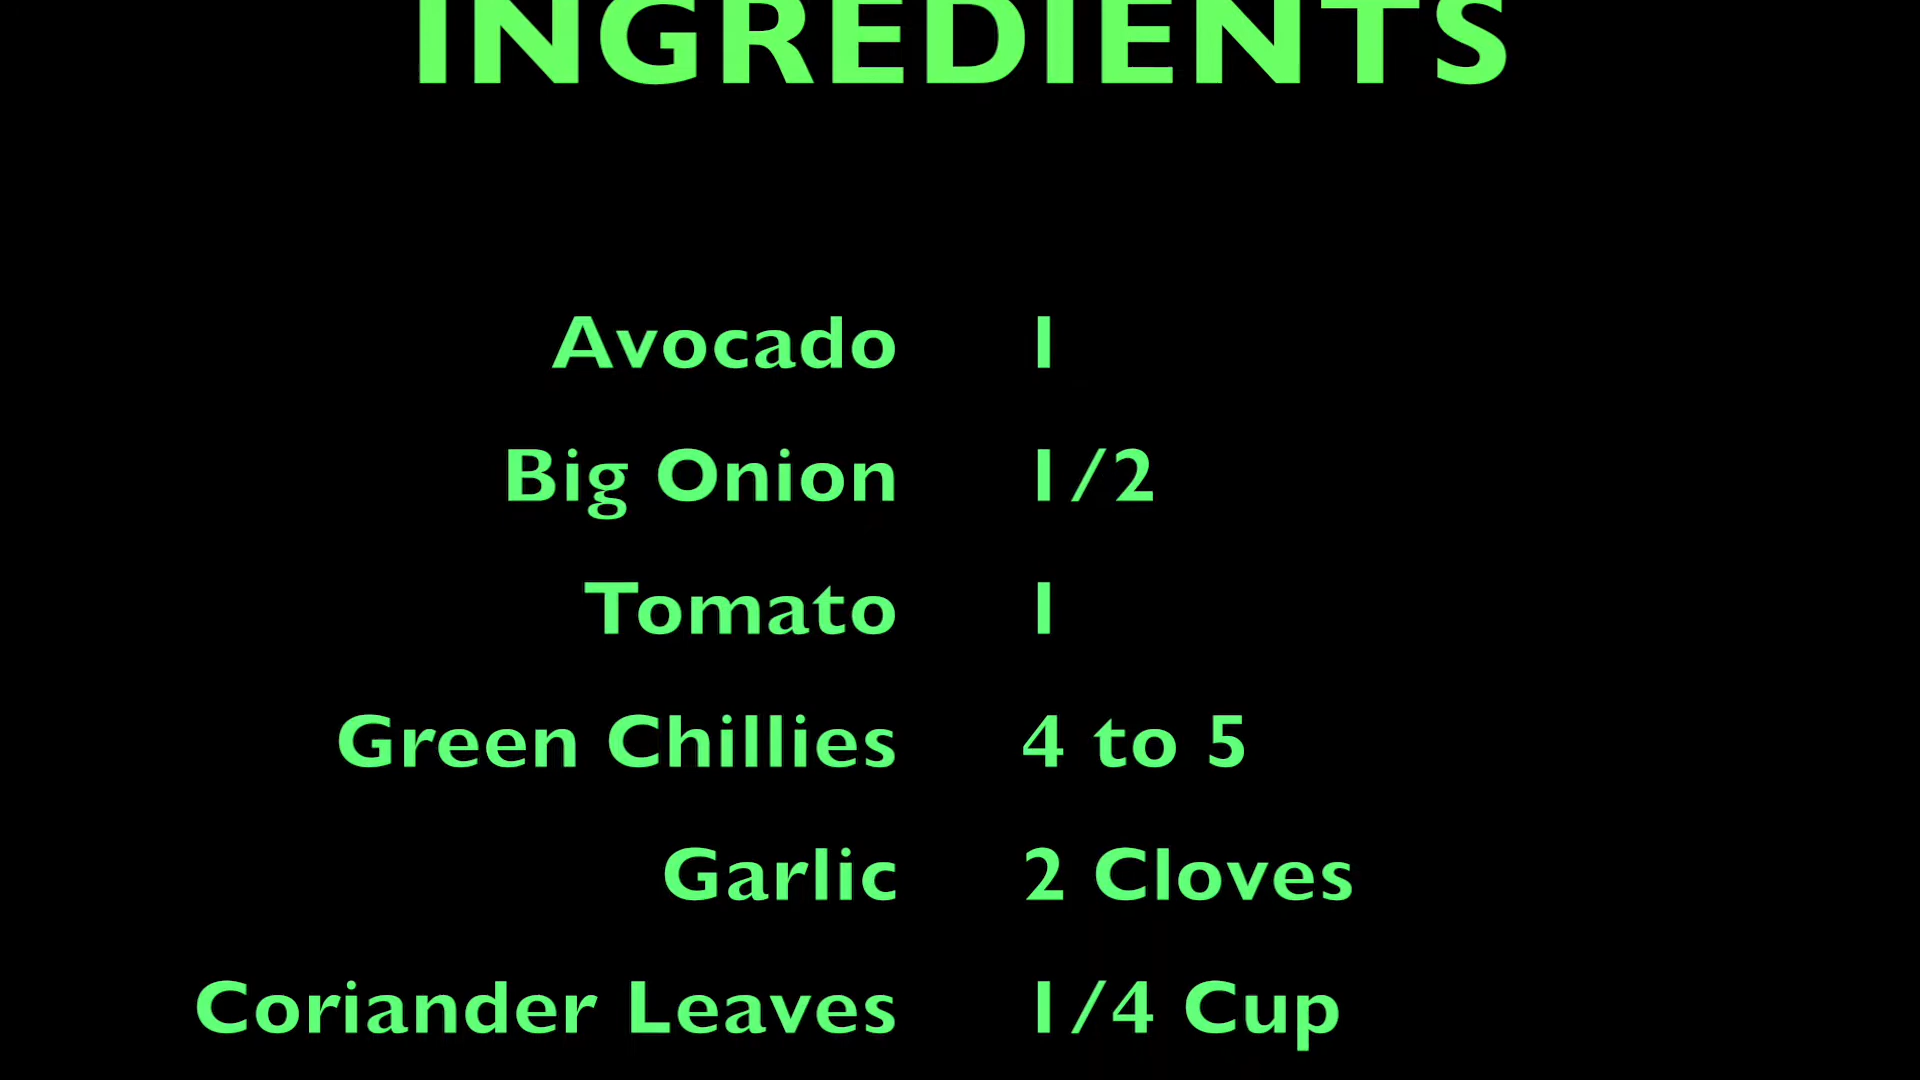 INGREDIENTS
Avocado 1
Big Onion 1/2
Tomato 1
Green Chillies 4 to 5
Garlic 2 Cloves
Coriander Leaves 1/4 Cup